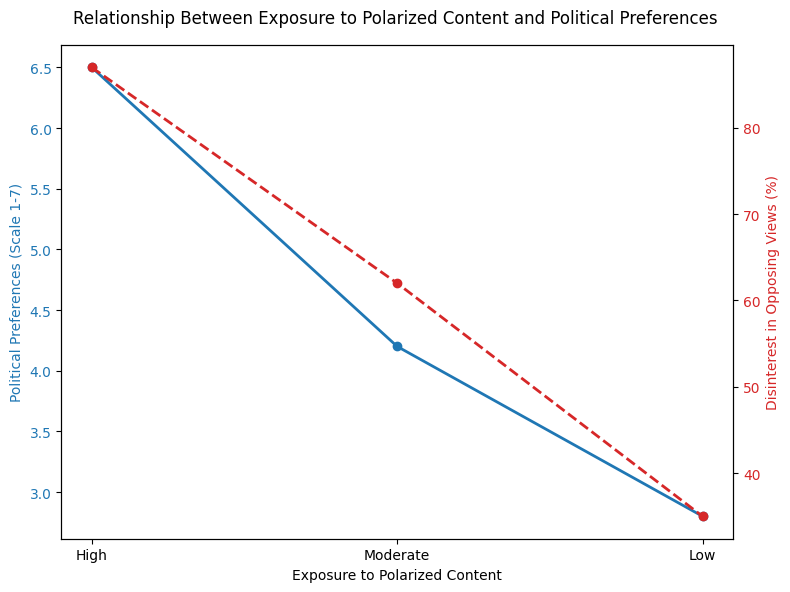 Relationship Between Exposure to Polarized Content and Political Preferences
Political Preferences (Scale 1-7)
6.5
6.0
5.5
5.0
4.5
4.0
3.5
3.0
80
70
60
50
40
Disinterest in Opposing Views (%)
High
Moderate
Low
Exposure to Polarized Content